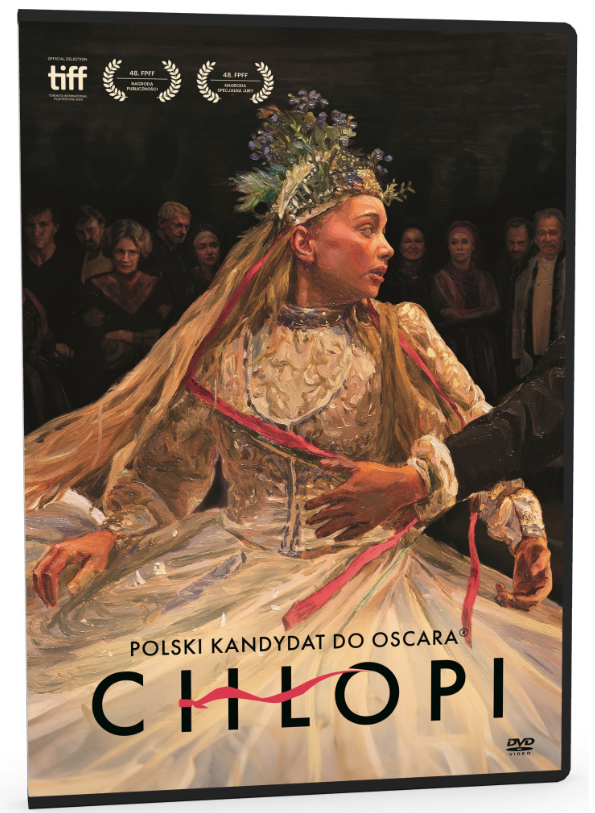 OFFICIAL SELECTION
tiff
TORONTO INTERNATIONAL
FILM FESTIVAL 2023
48. FPFF
NAGRODA
PUBLICZNOŚCI
48. FPFF
NAGRODA
SPECJALNA JURY
POLSKI KANDYDAT DO OSCARA®
CHŁOPI
DVD
VIDEO